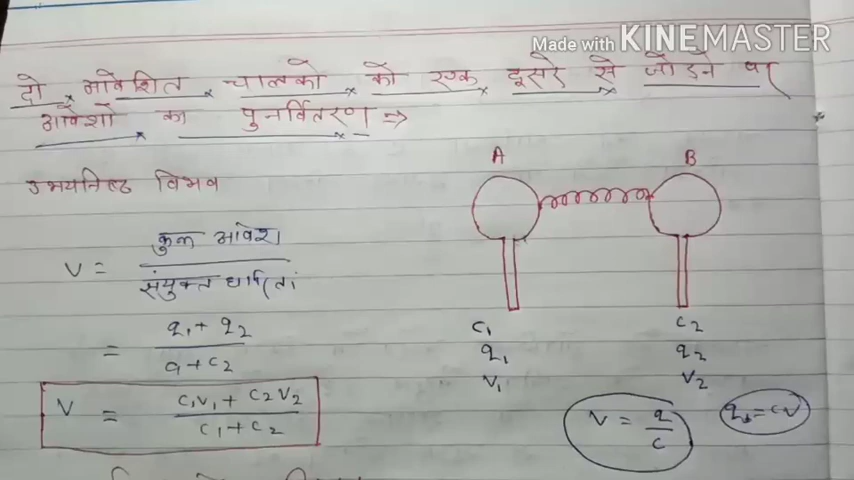 Made with KINEMASTER
दो आवेशित चालको को एक दूसरे से जोडने पर
आवेशों का पुनर्वितरण ⇒
उभयनिष्ठ विभव
A B
V = कुल आवेश / संयुक्त धारिता
= q₁ + q₂ / c₁ + c₂
V = C₁V₁ + C₂V₂ / C₁ + C₂
C₁ C₂
q₁ q₂
V₁ V₂
V = q/C
q = CV